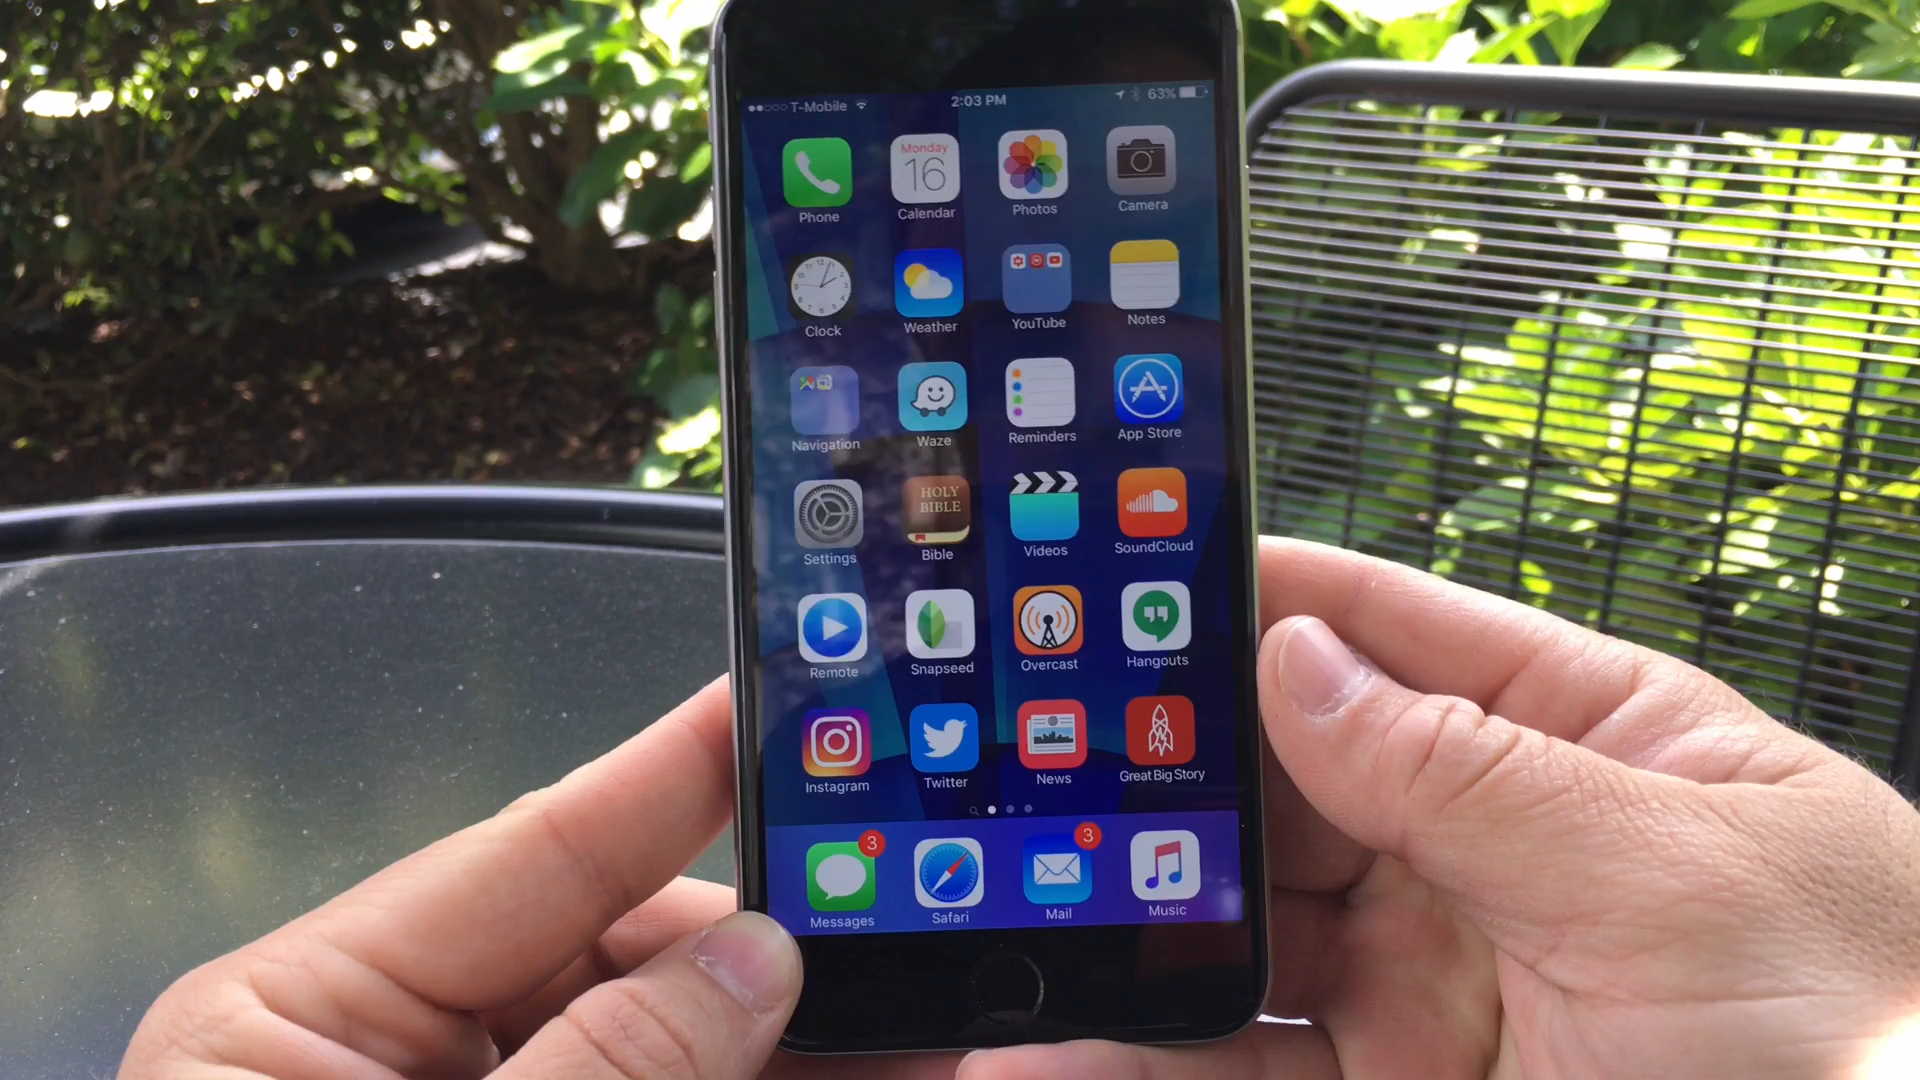 T-Mobile 2:03 PM 63%
Monday
16
Phone Calendar Photos Camera
12
Clock Weather YouTube Notes
Navigation Waze Reminders App Store
HOLY
BIBLE
Settings Bible Videos SoundCloud
Remote Snapseed Overcast Hangouts
Instagram Twitter News Great Big Story
3 3
Messages Safari Mail Music